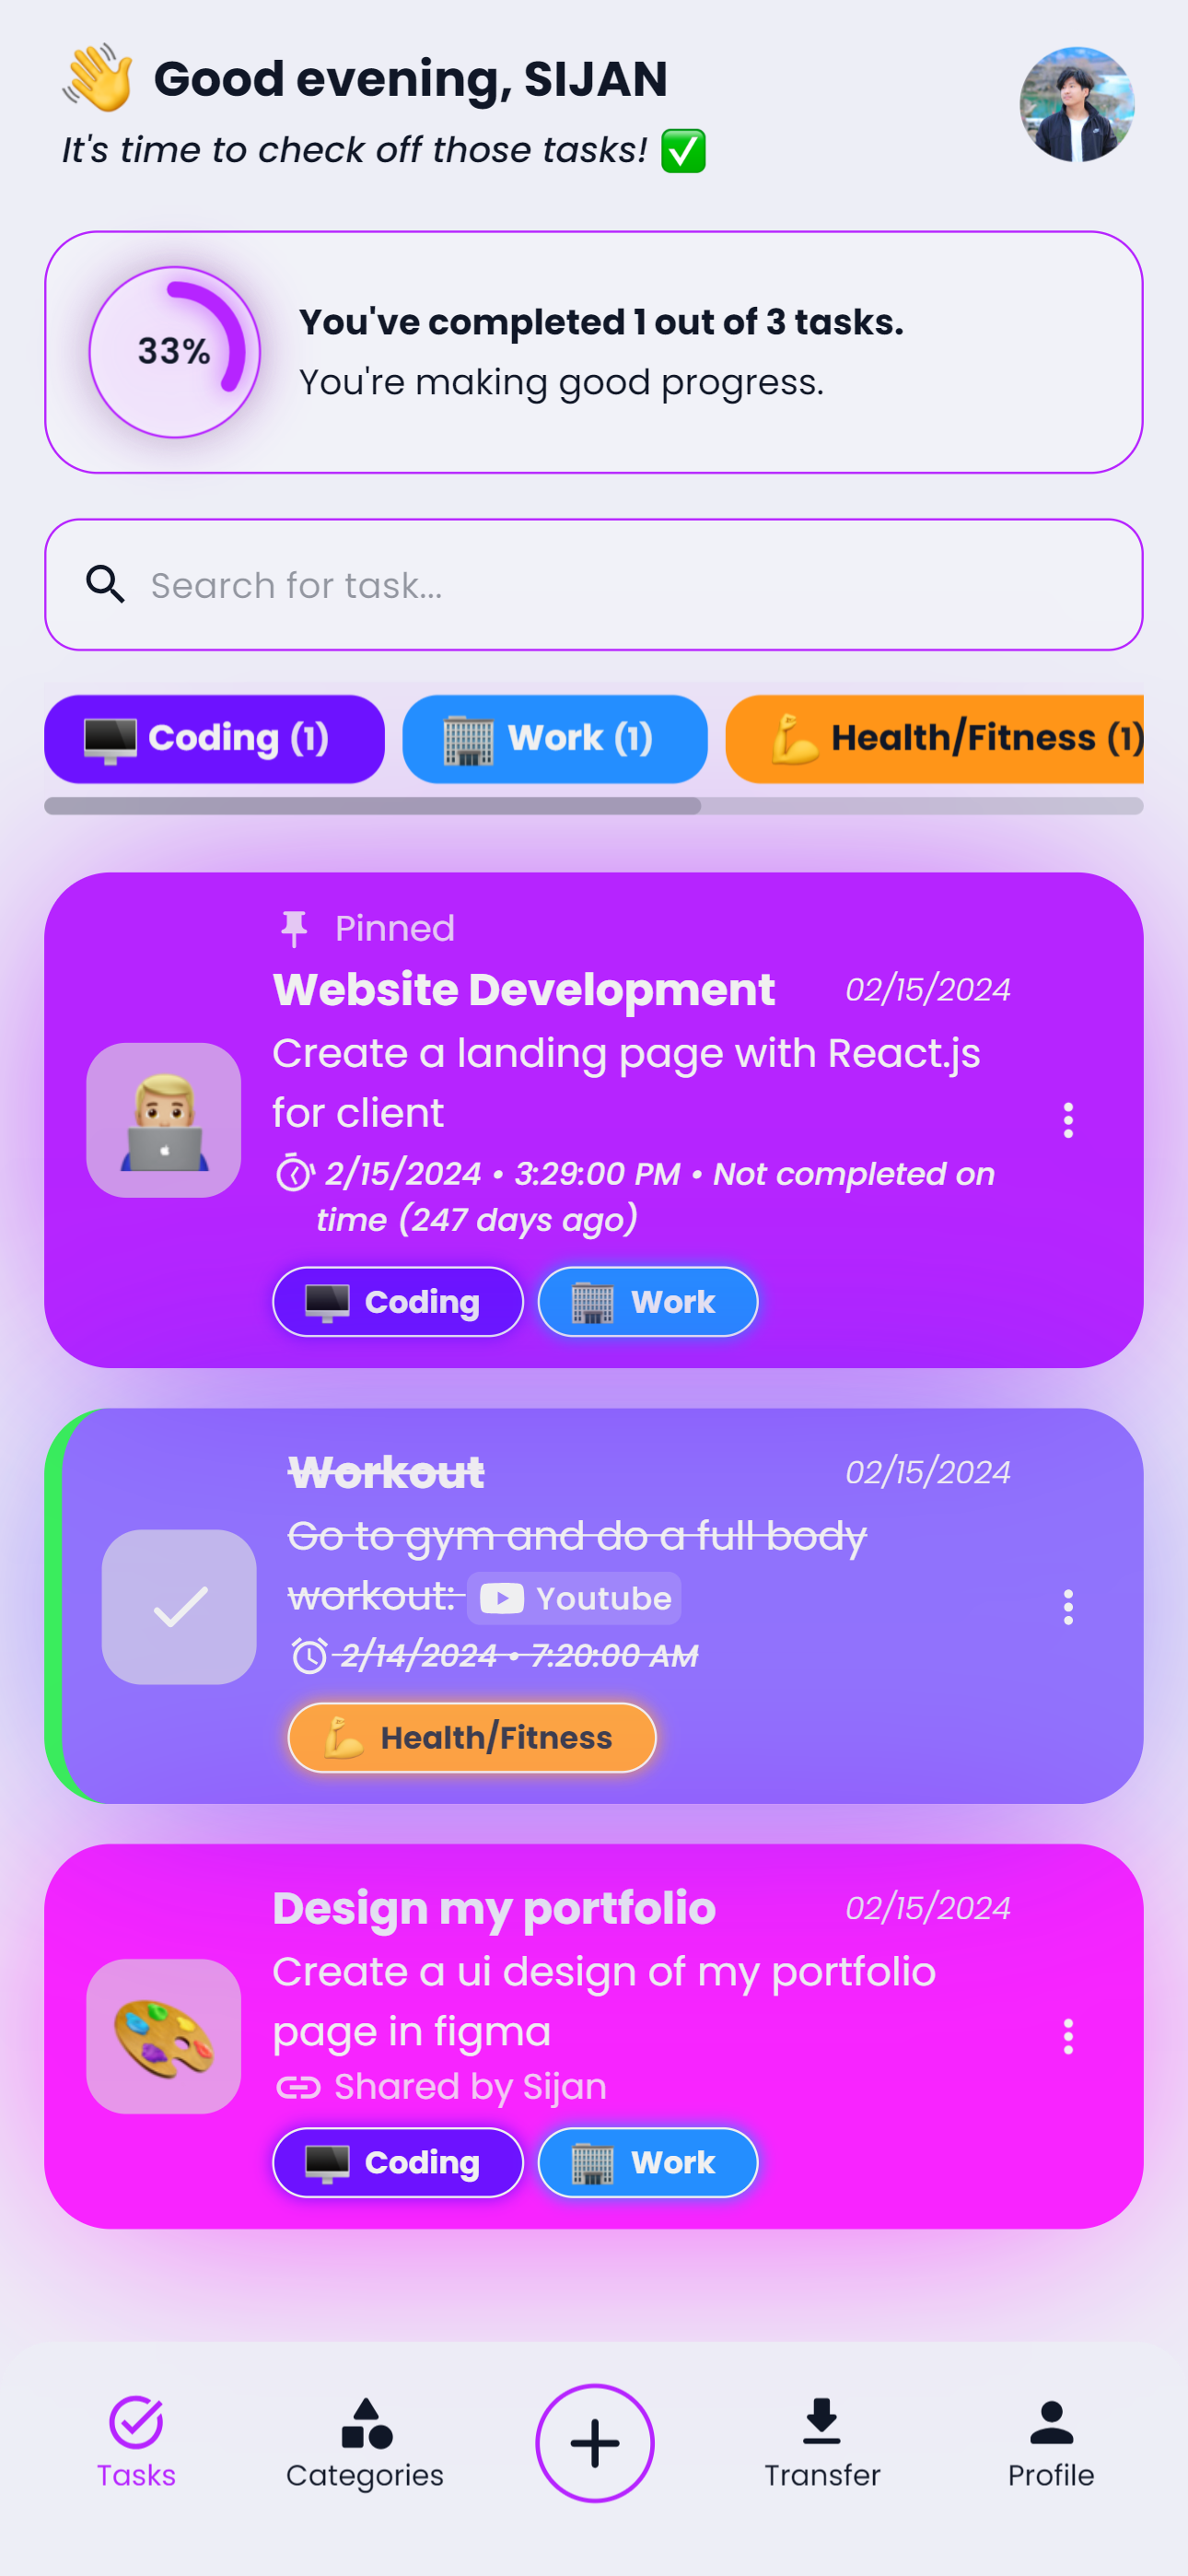 👋 Good evening, SIJAN
It's time to check off those tasks! ✅
33%
You've completed 1 out of 3 tasks.
You're making good progress.
Search for task...
Coding (1)
Work (1)
Health/Fitness (1)
Pinned
Website Development
02/15/2024
Create a landing page with React.js
for client
2/15/2024 • 3:29:00 PM • Not completed on
time (247 days ago)
Coding
Work
Workout
02/15/2024
Go to gym and do a full body
workout: Youtube
2/14/2024 • 7:20:00 AM
Health/Fitness
Design my portfolio
02/15/2024
Create a ui design of my portfolio
page in figma
Shared by Sijan
Coding
Work
Tasks
Categories
Transfer
Profile